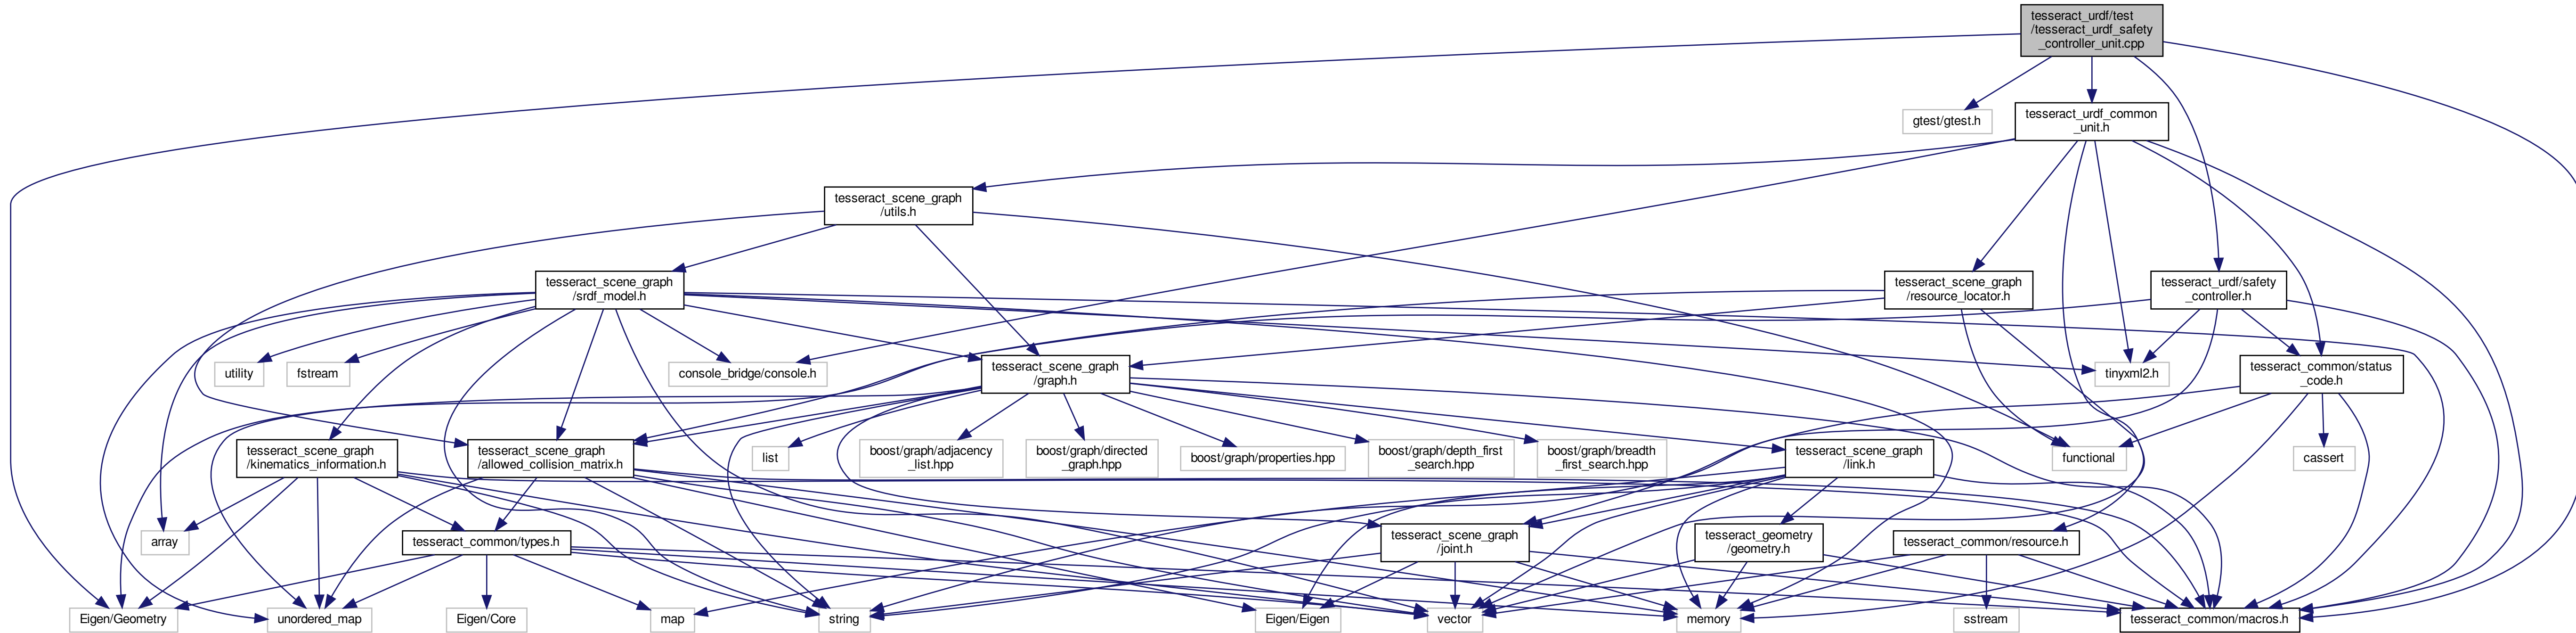 tesseract_urdf/test
/tesseract_urdf_safety
_controller_unit.cpp
gtest/gtest.h
tesseract_urdf_common
_unit.h
tesseract_scene_graph
/utils.h
tesseract_scene_graph
/srdf_model.h
tesseract_scene_graph
/resource_locator.h
tesseract_urdf/safety
_controller.h
utility
fstream
console_bridge/console.h
tesseract_scene_graph
/graph.h
tinyxml2.h
tesseract_common/status
_code.h
tesseract_scene_graph
/kinematics_information.h
tesseract_scene_graph
/allowed_collision_matrix.h
list
boost/graph/adjacency
_list.hpp
boost/graph/directed
_graph.hpp
boost/graph/properties.hpp
boost/graph/depth_first
_search.hpp
boost/graph/breadth
_first_search.hpp
tesseract_scene_graph
/link.h
functional
cassert
array
tesseract_common/types.h
tesseract_scene_graph
/joint.h
tesseract_geometry
/geometry.h
tesseract_common/resource.h
Eigen/Geometry
unordered_map
Eigen/Core
map
string
Eigen/Eigen
vector
memory
sstream
tesseract_common/macros.h